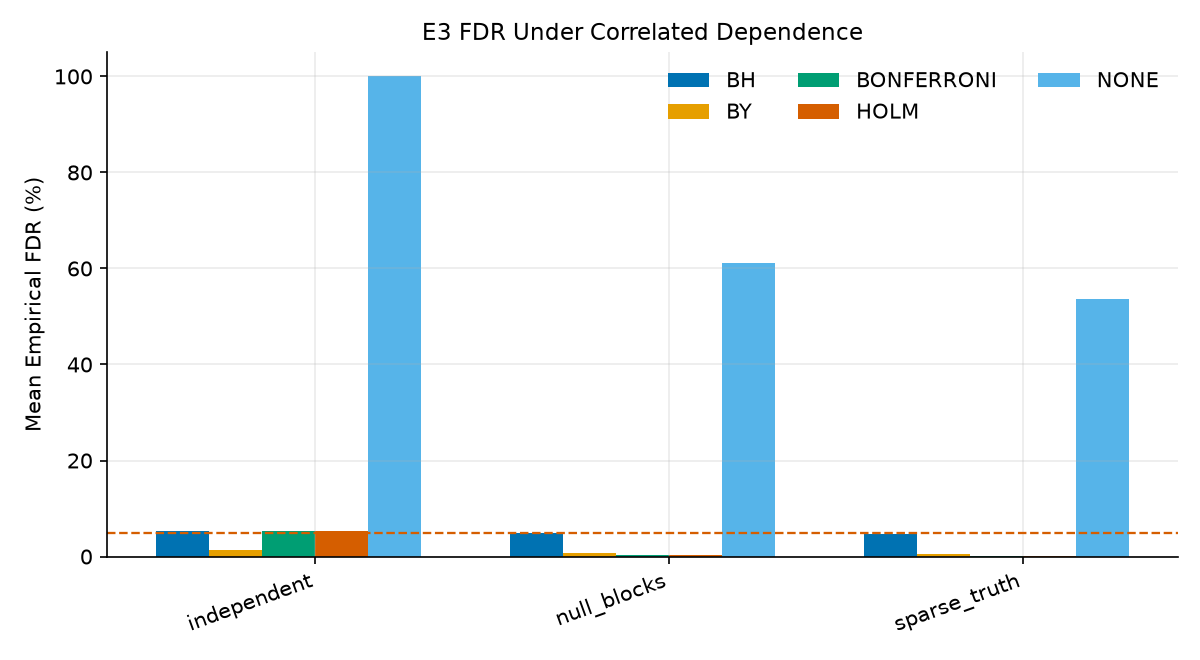 E3 FDR Under Correlated Dependence
BH
BONFERRONI
NONE
BY
HOLM
Mean Empirical FDR (%)
100
80
60
40
20
0
independent
null_blocks
sparse_truth